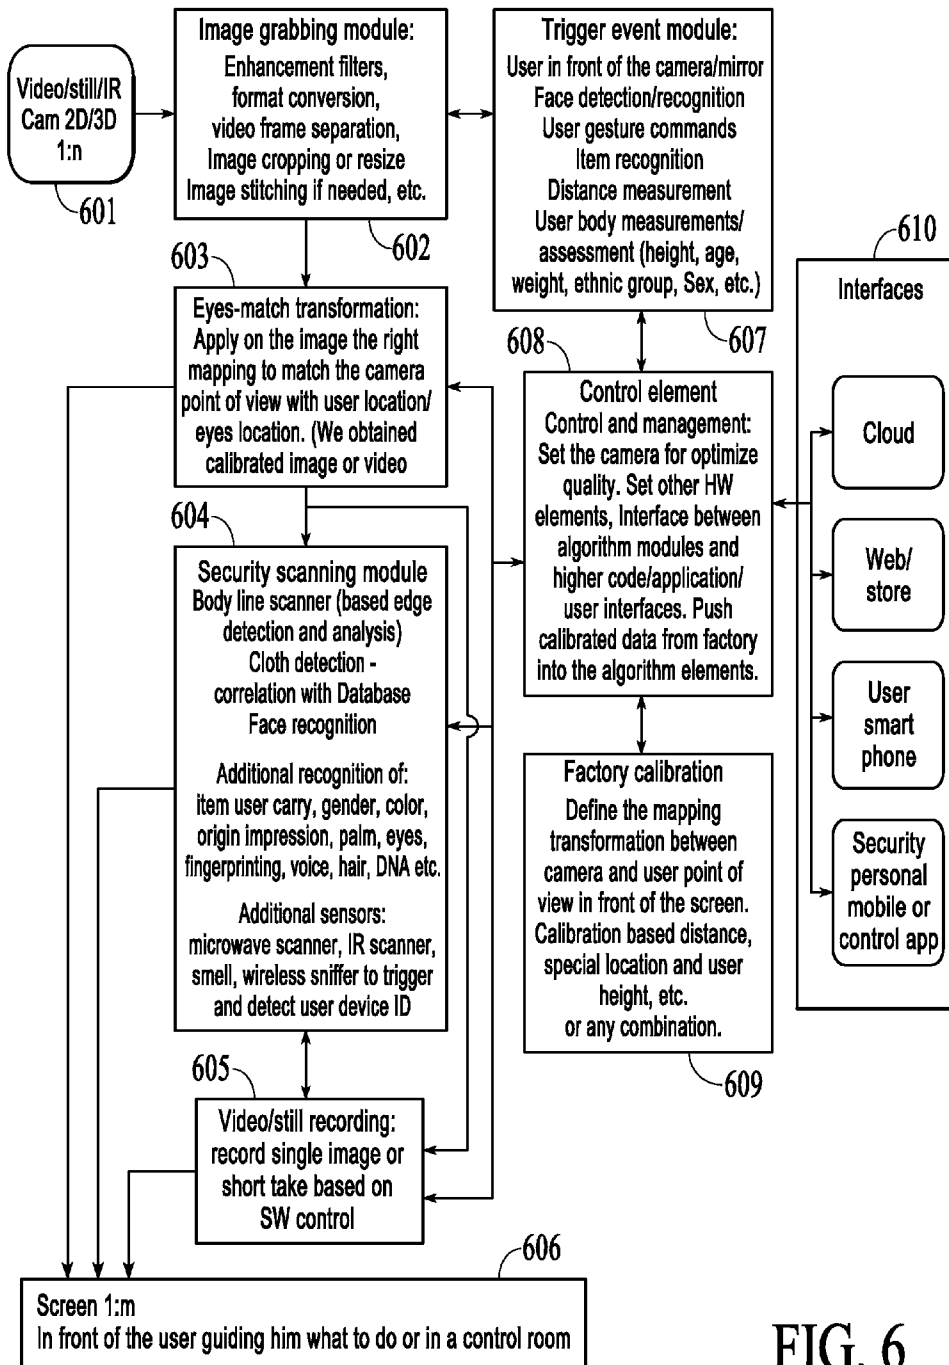 Video/still/IR
Cam 2D/3D
1:n
601
Image grabbing module:
Enhancement filters,
format conversion,
video frame separation,
Image cropping or resize
Image stitching if needed, etc.
602
Trigger event module:
User in front of the camera/mirror
Face detection/recognition
User gesture commands
Item recognition
Distance measurement
User body measurements/
assessment (height, age,
weight, ethnic group, Sex, etc.)
607
603
Eyes-match transformation:
Apply on the image the right
mapping to match the camera
point of view with user location/
eyes location. (We obtained
calibrated image or video
608
Control element
Control and management:
Set the camera for optimize
quality. Set other HW
elements, Interface between
algorithm modules and
higher code/application/
user interfaces. Push
calibrated data from factory
into the algorithm elements.
610
Interfaces
Cloud
Web/
store
User
smart
phone
Security
personal
mobile or
control app
604
Security scanning module
Body line scanner (based edge
detection and analysis)
Cloth detection -
correlation with Database
Face recognition
Additional recognition of:
item user carry, gender, color,
origin impression, palm, eyes,
fingerprinting, voice, hair, DNA etc.
Additional sensors:
microwave scanner, IR scanner,
smell, wireless sniffer to trigger
and detect user device ID
Factory calibration
Define the mapping
transformation between
camera and user point of
view in front of the screen.
Calibration based distance,
special location and user
height, etc.
or any combination.
609
605
Video/still recording:
record single image or
short take based on
SW control
606
Screen 1:m
In front of the user guiding him what to do or in a control room
FIG. 6